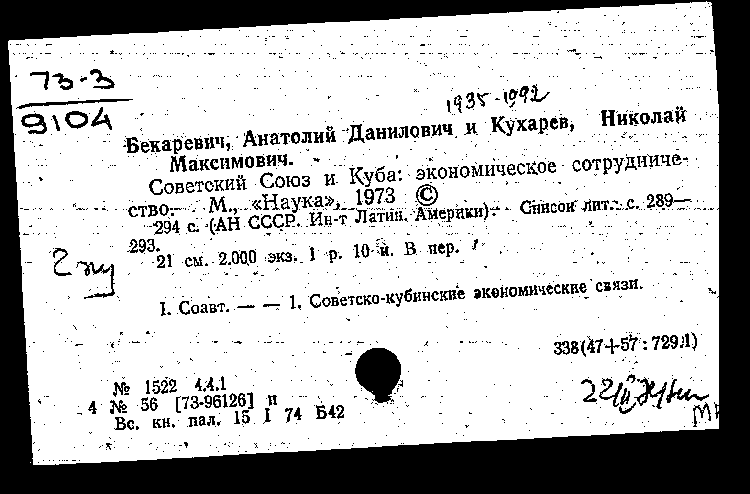 73-3
9104
1935-1992
Бекаревич, Анатолий Данилович и Кухарев, Николай
Максимович.
Советский Союз и Куба: экономическое сотрудниче-
ство. М., «Наука», 1973 ©
294 с. (АН СССР. Ин-т Латин. Америки). Список лит.: с. 289—
293.
21 см. 2.000 экз. 1 р. 10 к. В пер.
I. Соавт. — — 1. Советско-кубинские экономические связи.
338(47+57:729.1)
№ 1522 4.4.1
4 № 56 [73-96126] п
Вс. кн. пал. 15 I 74 Б42